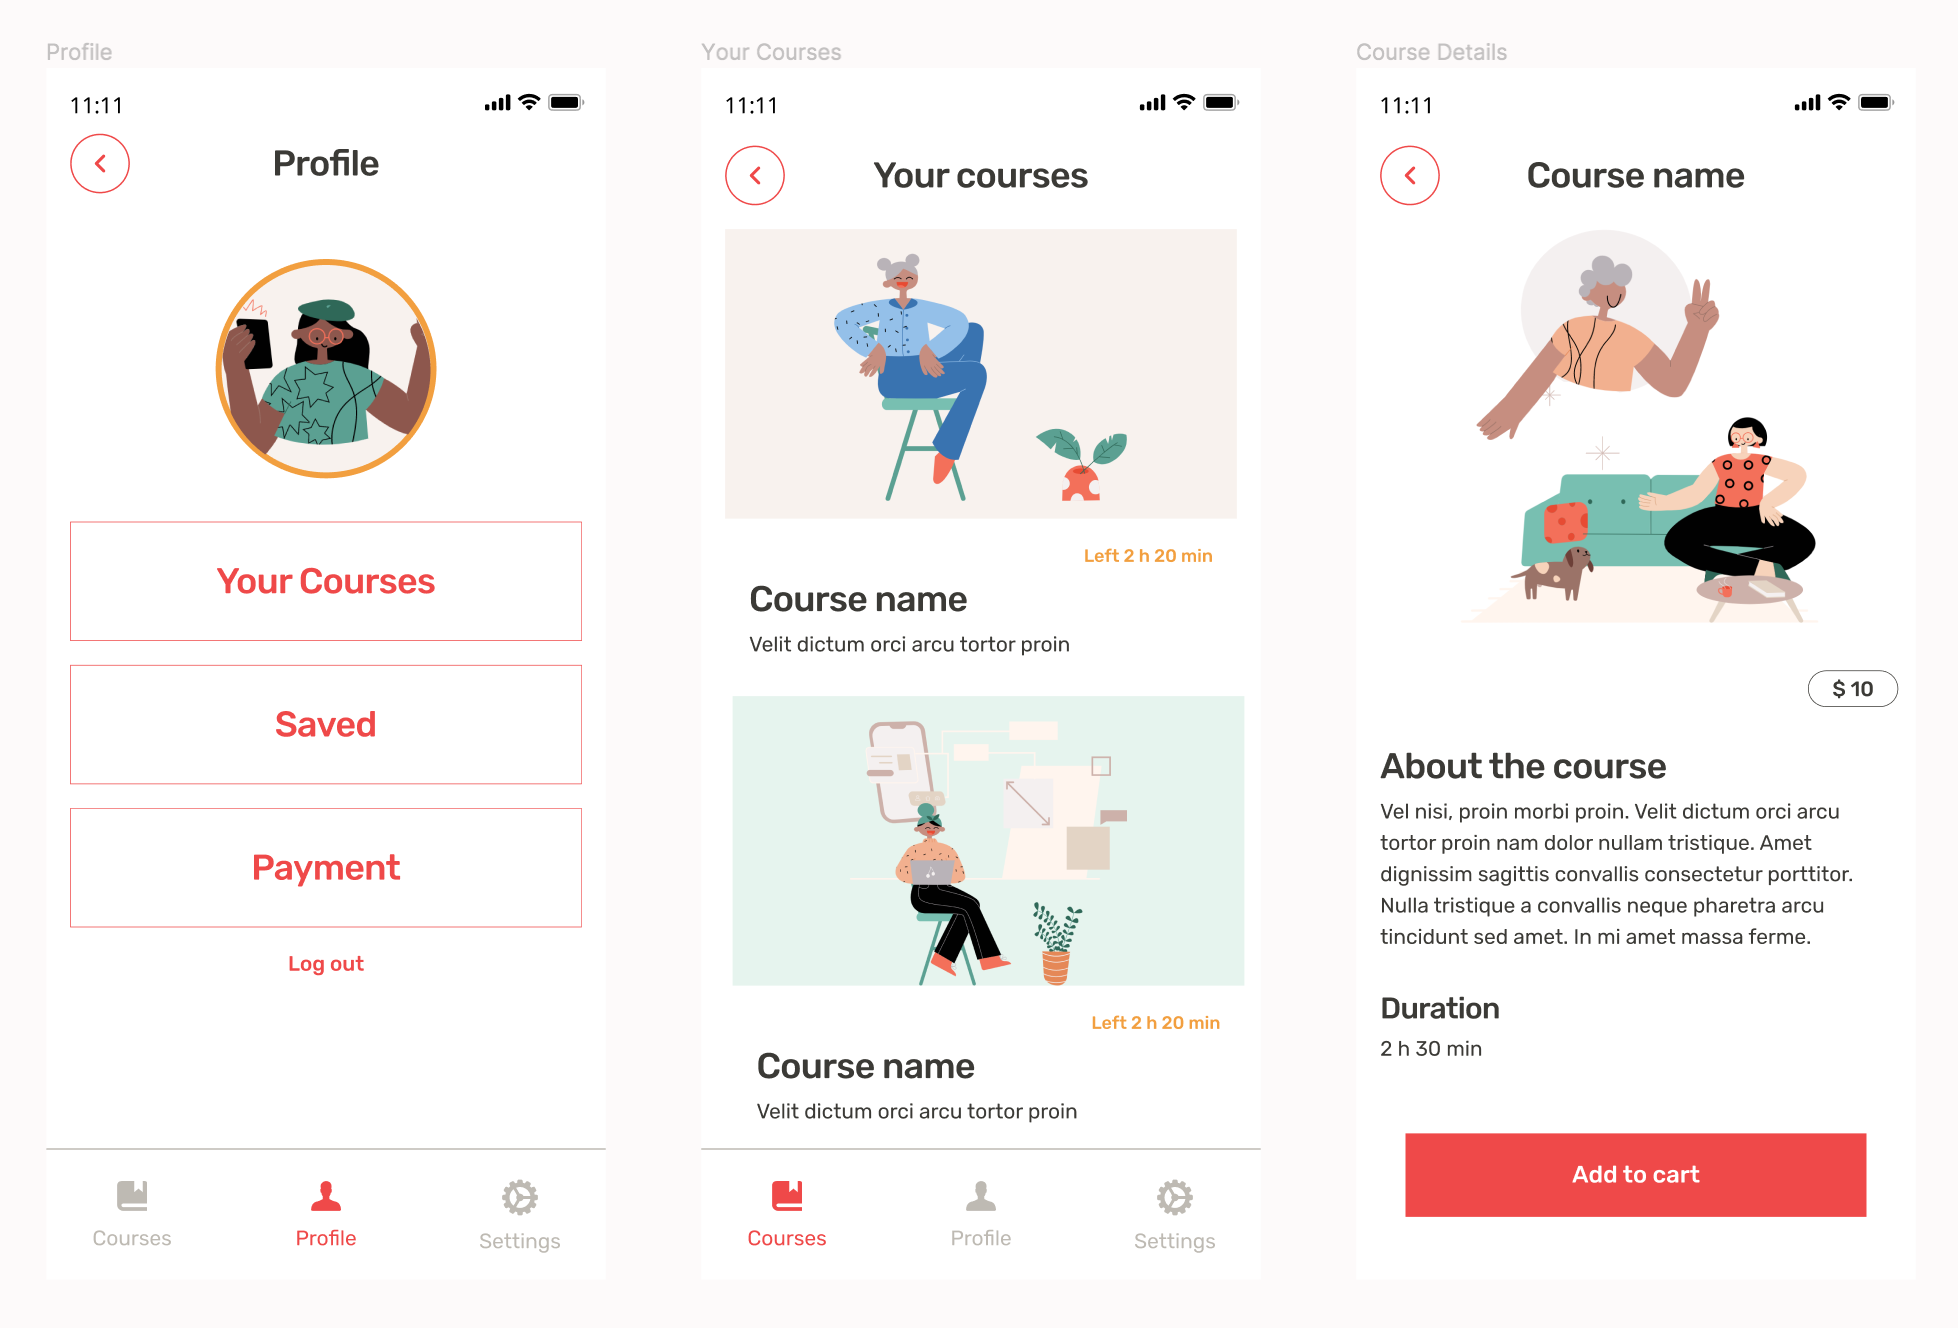 Profile
11:11
Profile
Your Courses
Saved
Payment
Log out
Courses
Profile
Settings
Your Courses
11:11
Your courses
Left 2 h 20 min
Course name
Velit dictum orci arcu tortor proin
Left 2 h 20 min
Course name
Velit dictum orci arcu tortor proin
Courses
Profile
Settings
Course Details
11:11
Course name
$ 10
About the course
Vel nisi, proin morbi proin. Velit dictum orci arcu
tortor proin nam dolor nullam tristique. Amet
dignissim sagittis convallis consectetur porttitor.
Nulla tristique a convallis neque pharetra arcu
tincidunt sed amet. In mi amet massa ferme.
Duration
2 h 30 min
Add to cart